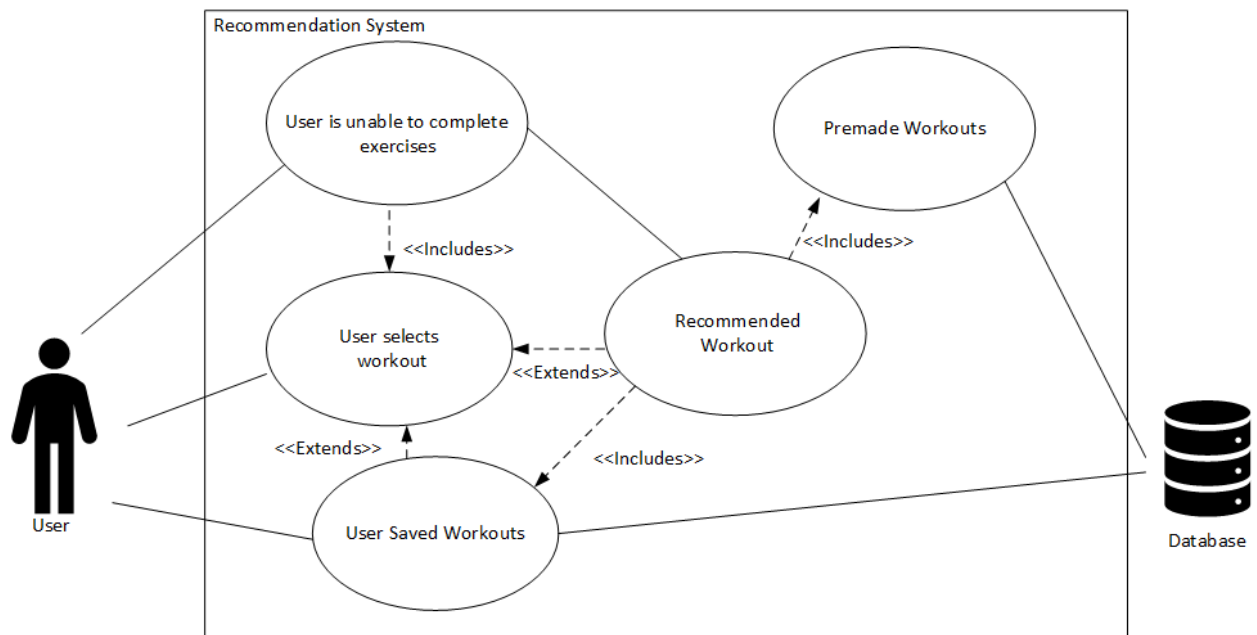 Recommendation System
User is unable to complete
exercises
Premade Workouts
<<Includes>>
<<Includes>>
Recommended
Workout
User selects
workout
<<Extends>>
<<Extends>>
<<Includes>>
User
User Saved Workouts
Database